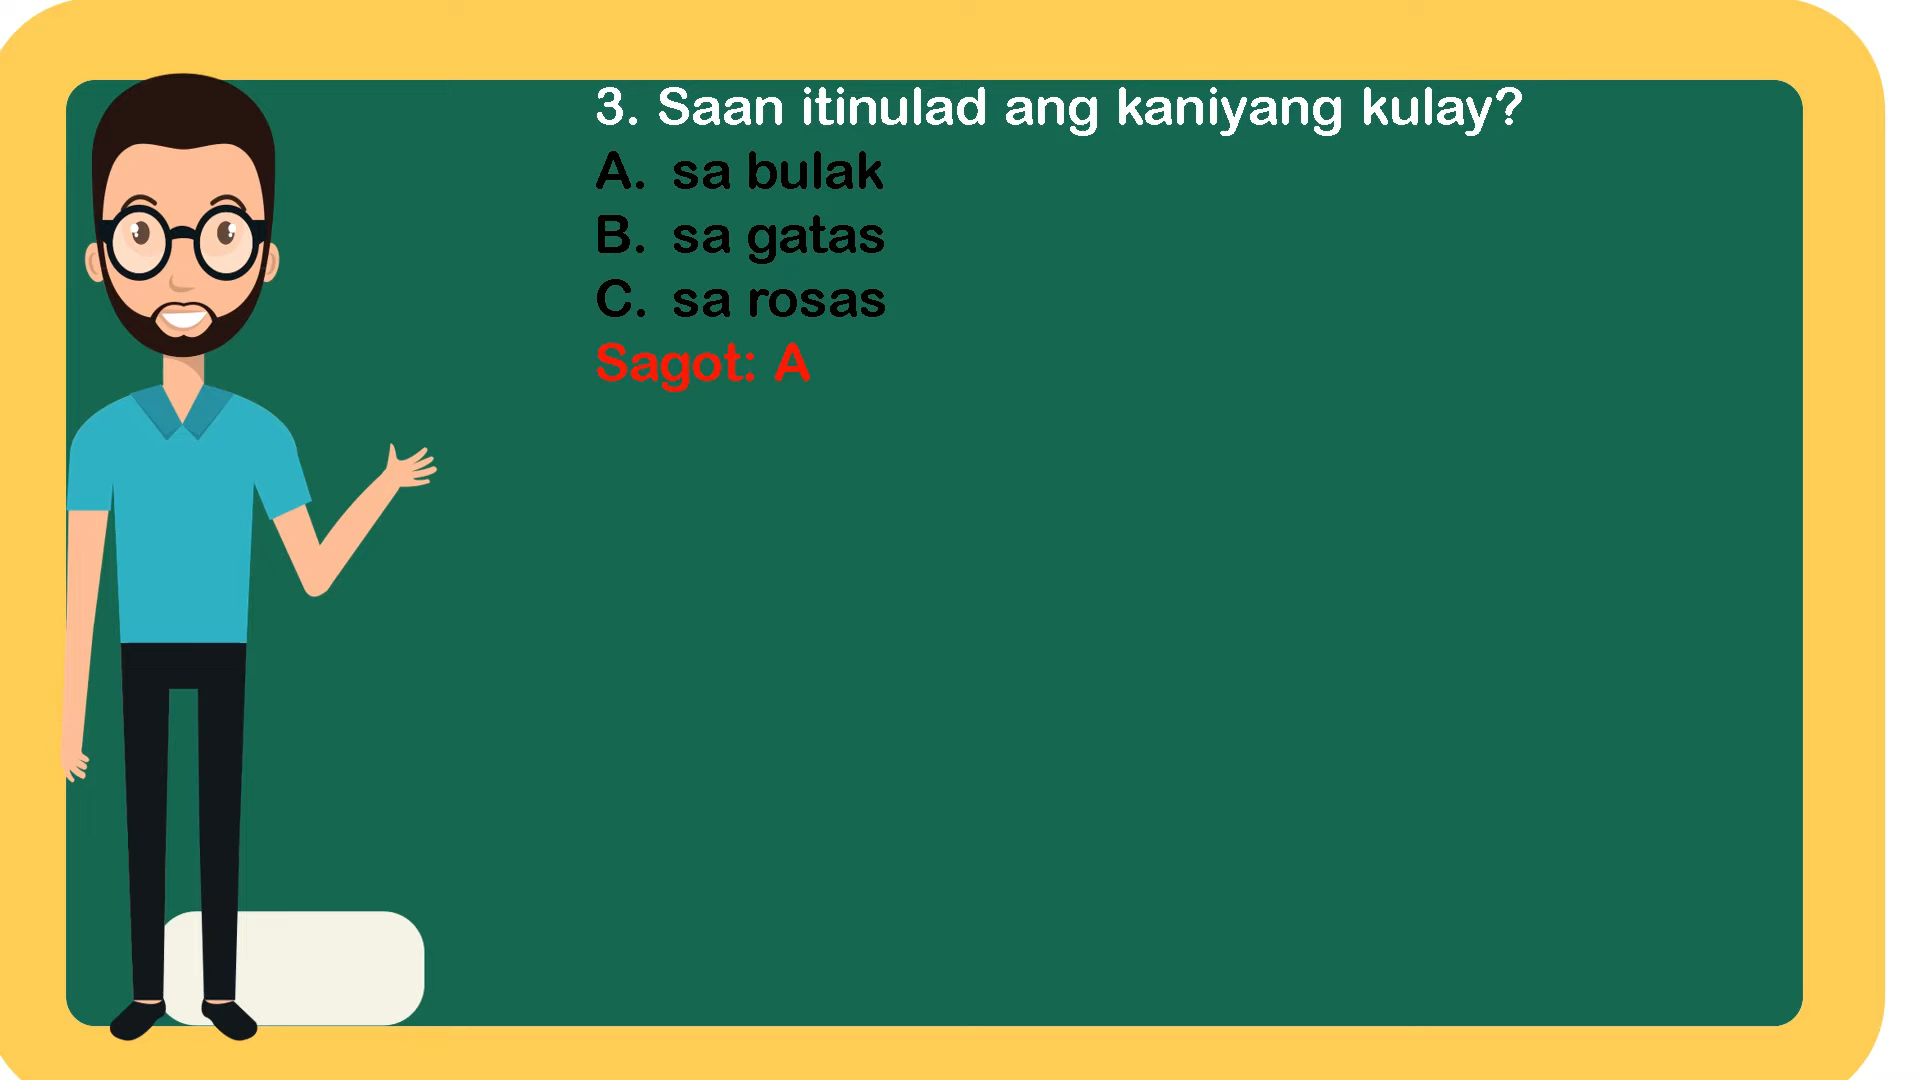 3. Saan itinulad ang kaniyang kulay?
A. sa bulak
B. sa gatas
C. sa rosas
Sagot: A